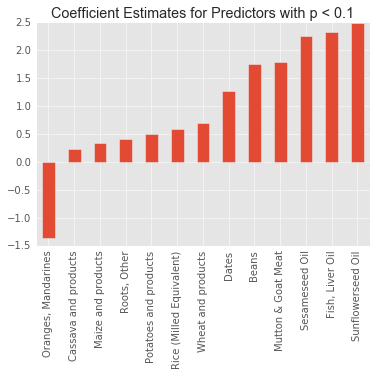 Coefficient Estimates for Predictors with p < 0.1
2.5
2.0
1.5
1.0
0.5
0.0
−0.5
−1.0
−1.5
Oranges, Mandarines
Cassava and products
Maize and products
Roots, Other
Potatoes and products
Rice (Milled Equivalent)
Wheat and products
Dates
Beans
Mutton & Goat Meat
Sesameseed Oil
Fish, Liver Oil
Sunflowerseed Oil